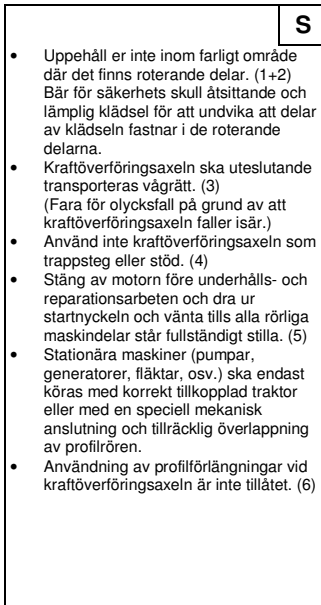 S
• Uppehåll er inte inom farligt område
där det finns roterande delar. (1+2)
Bär för säkerhets skull åtsittande och
lämplig klädsel för att undvika att delar
av klädseln fastnar i de roterande
delarna.
• Kraftöverföringsaxeln ska uteslutande
transporteras vågrätt. (3)
(Fara för olycksfall på grund av att
kraftöverföringsaxeln faller isär.)
• Använd inte kraftöverföringsaxeln som
trappsteg eller stöd. (4)
• Stäng av motorn före underhålls- och
reparationsarbeten och dra ur
startnyckeln och vänta tills alla rörliga
maskindelar står fullständigt stilla. (5)
• Stationära maskiner (pumpar,
generatorer, fläktar, osv.) ska endast
köras med korrekt tillkopplad traktor
eller med en speciell mekanisk
anslutning och tillräcklig överlappning
av profilrören.
• Användning av profilförlängningar vid
kraftöverföringsaxeln är inte tillåtet. (6)